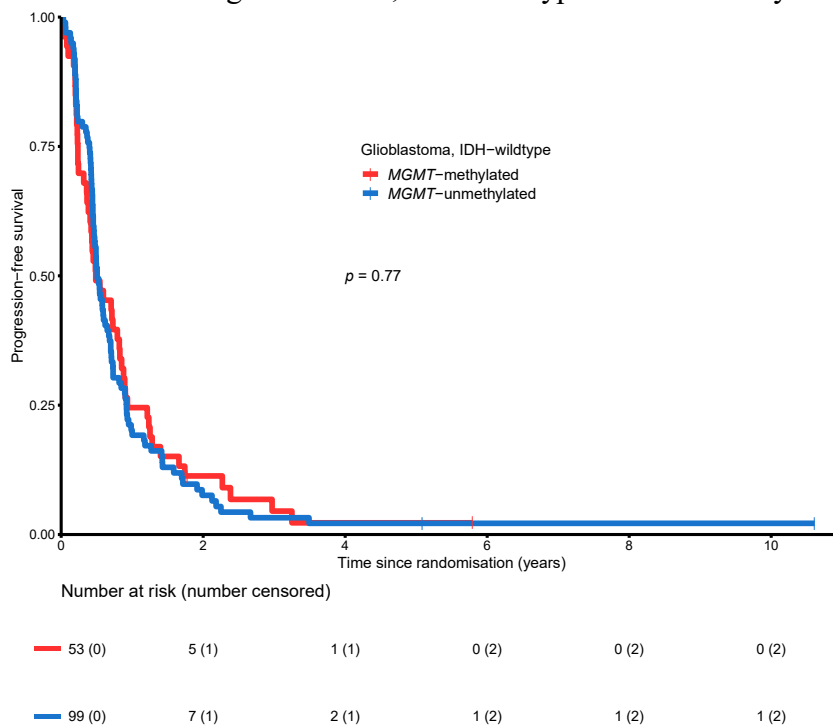 1.00
0.75
0.50
0.25
0.00
Progression−free survival
Glioblastoma, IDH−wildtype
MGMT−methylated
MGMT−unmethylated
p = 0.77
0 2 4 6 8 10
Time since randomisation (years)
Number at risk (number censored)
53 (0) 5 (1) 1 (1) 0 (2) 0 (2) 0 (2)
99 (0) 7 (1) 2 (1) 1 (2) 1 (2) 1 (2)